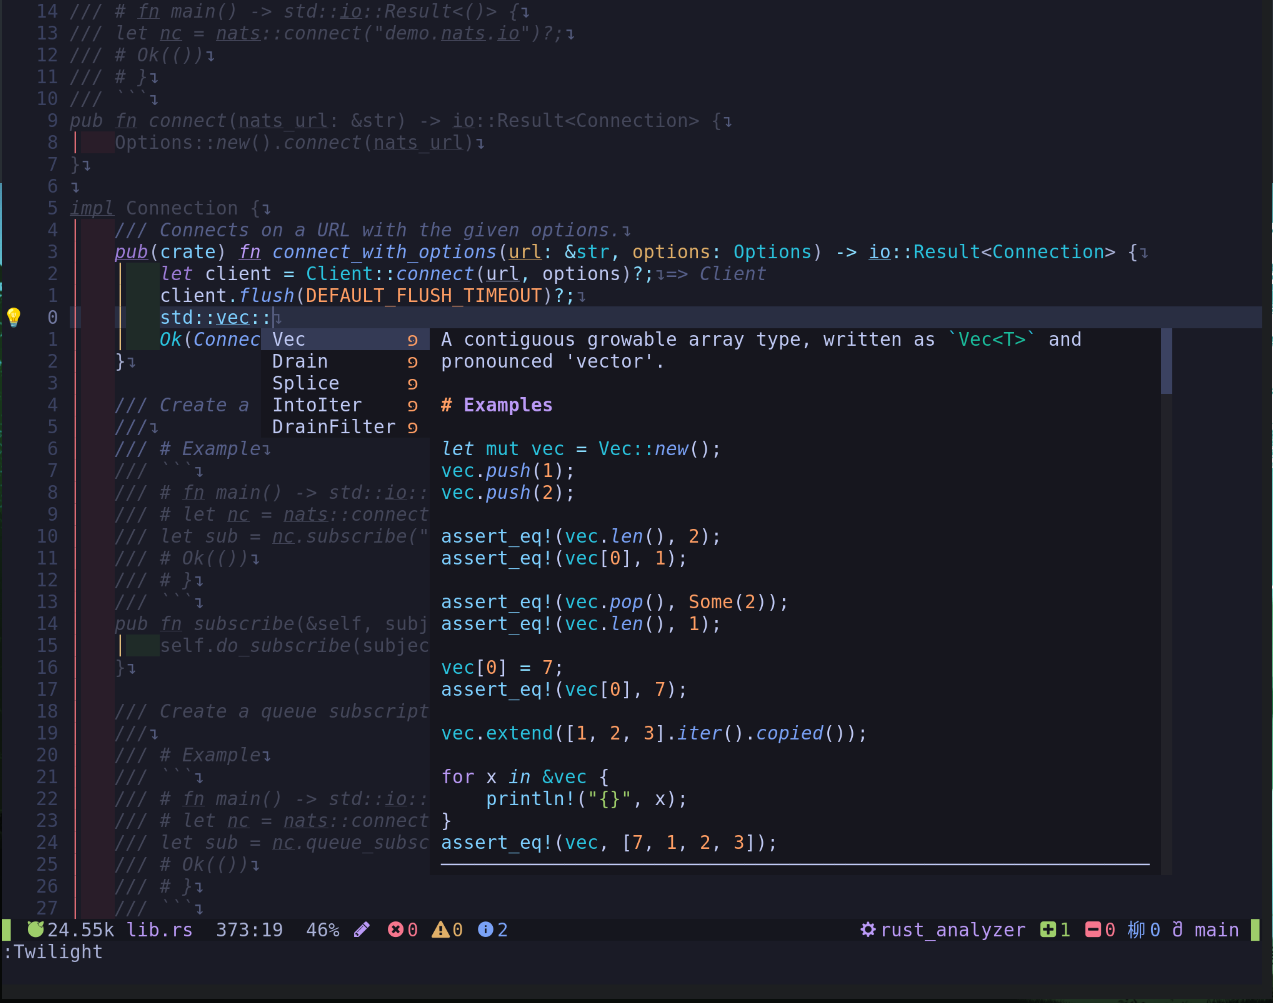 14 /// # fn main() -> std::io::Result<()> {↴
13 /// let nc = nats::connect("demo.nats.io")?;↴
12 /// # Ok(())↴
11 /// # }↴
10 /// ```↴
9 pub fn connect(nats_url: &str) -> io::Result<Connection> {↴
8 Options::new().connect(nats_url)↴
7 }↴
6 ↴
5 impl Connection {↴
4 /// Connects on a URL with the given options.↴
3 pub(crate) fn connect_with_options(url: &str, options: Options) -> io::Result<Connection> {↴
2 let client = Client::connect(url, options)?;↴=> Client
1 client.flush(DEFAULT_FLUSH_TIMEOUT)?;↴
0 std::vec::↴
1 Ok(Connec Vec A contiguous growable array type, written as `Vec<T>` and
2 }↴ Drain pronounced 'vector'.
3 Splice
4 /// Create a IntoIter # Examples
5 ///↴ DrainFilter
6 /// # Example↴ let mut vec = Vec::new();
7 /// ```↴ vec.push(1);
8 /// # fn main() -> std::io:: vec.push(2);
9 /// # let nc = nats::connect
10 /// let sub = nc.subscribe(" assert_eq!(vec.len(), 2);
11 /// # Ok(())↴ assert_eq!(vec[0], 1);
12 /// # }↴
13 /// ```↴ assert_eq!(vec.pop(), Some(2));
14 pub fn subscribe(&self, subj assert_eq!(vec.len(), 1);
15 self.do_subscribe(subjec
16 }↴ vec[0] = 7;
17 assert_eq!(vec[0], 7);
18 /// Create a queue subscript
19 ///↴ vec.extend([1, 2, 3].iter().copied());
20 /// # Example↴
21 /// ```↴ for x in &vec {
22 /// # fn main() -> std::io:: println!("{}", x);
23 /// # let nc = nats::connect }
24 /// let sub = nc.queue_subsc assert_eq!(vec, [7, 1, 2, 3]);
25 /// # Ok(())↴
26 /// # }↴
27 /// ```↴
24.55k lib.rs 373:19 46% 0 0 2 rust_analyzer 1 0 柳 0 main
:Twilight